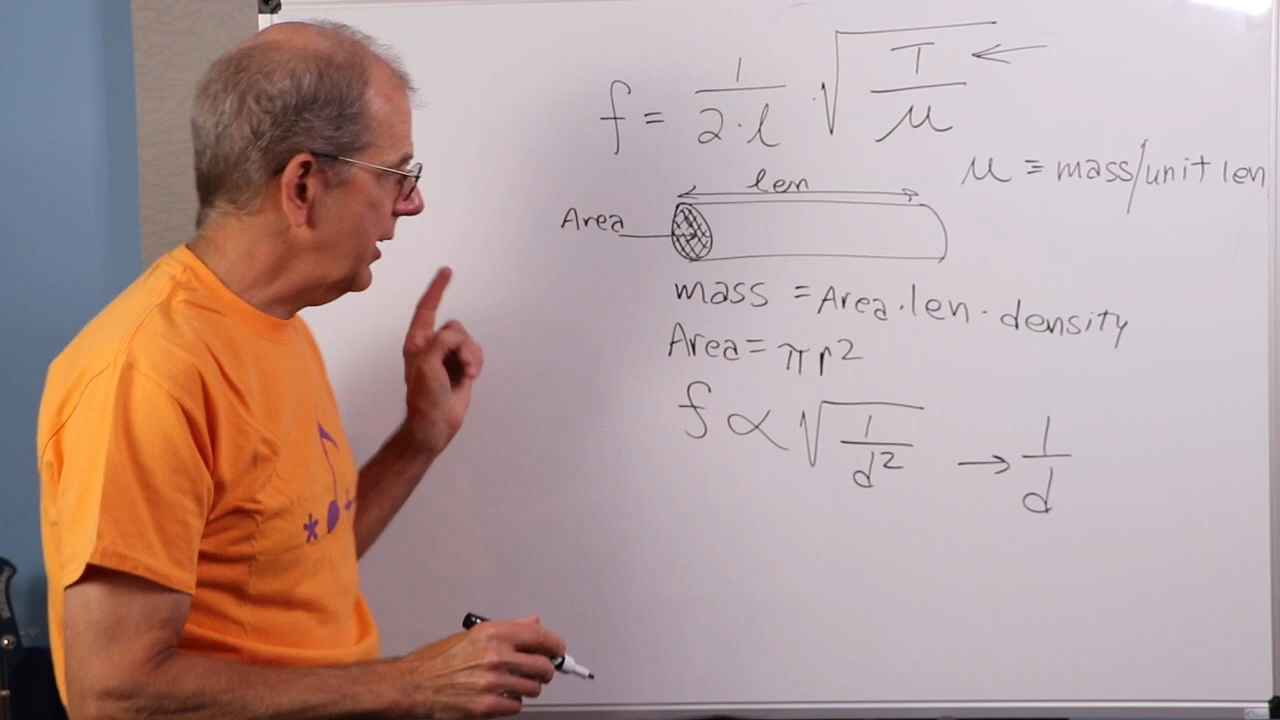 f = 1/(2·l) · √(T/μ) ←
μ = mass/unit len
len
Area
mass = Area·len·density
Area = πr²
f ∝ √(1/d²) → 1/d